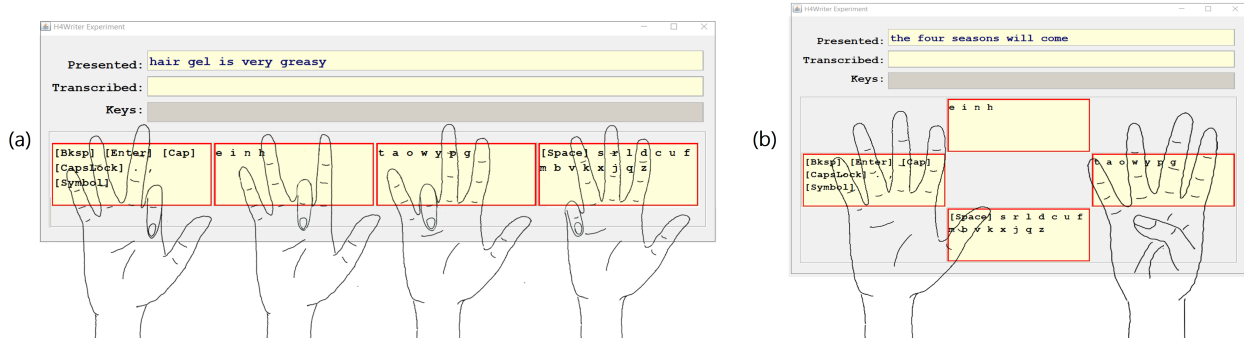 H4Writer Experiment
Presented: hair gel is very greasy
Transcribed:
Keys:
(a)
[Bksp] [Enter] [Cap]
[CapsLock] . ,
[Symbol]
e i n h
t a o w y p g
[Space] s r l d c u f
m b v k x j q z
H4Writer Experiment
Presented: the four seasons will come
Transcribed:
Keys:
(b)
e i n h
[Bksp] [Enter] [Cap]
[CapsLock] . ,
[Symbol]
t a o w y p g
[Space] s r l d c u f
m b v k x j q z